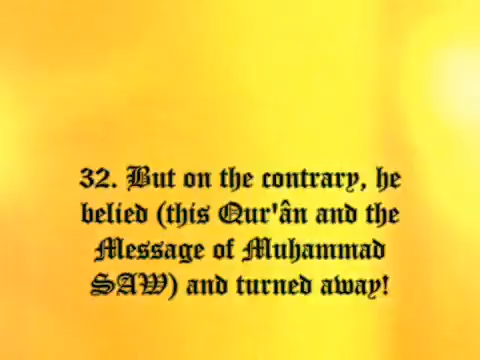 32. But on the contrary, he
belied (this Qur'ân and the
Message of Muhammad
SAW) and turned away!